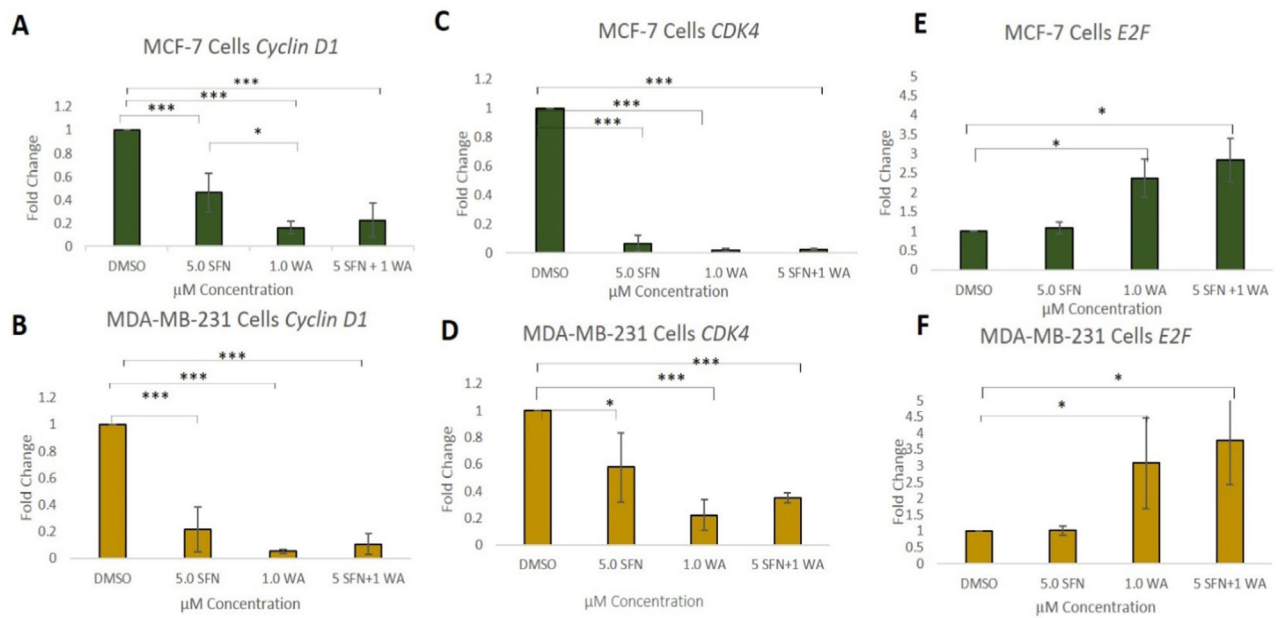 A
MCF-7 Cells Cyclin D1
***
***
***
*
Fold Change
1.2
1
0.8
0.6
0.4
0.2
0
DMSO 5.0 SFN 1.0 WA 5 SFN + 1 WA
µM Concentration
B
MDA-MB-231 Cells Cyclin D1
***
***
***
Fold Change
1.2
1
0.8
0.6
0.4
0.2
0
DMSO 5.0 SFN 1.0 WA 5 SFN+1 WA
µM Concentration
C
MCF-7 Cells CDK4
***
***
***
Fold Change
1.2
1
0.8
0.6
0.4
0.2
0
DMSO 5.0 SFN 1.0 WA 5 SFN+1 WA
µM Concentration
D
MDA-MB-231 Cells CDK4
***
***
*
Fold Change
1.2
1
0.8
0.6
0.4
0.2
0
DMSO 5.0 SFN 1.0 WA 5 SFN+1 WA
µM Concentration
E
MCF-7 Cells E2F
*
*
Fold Change
5
4.5
4
3.5
3
2.5
2
1.5
1
0.5
0
DMSO 5.0 SFN 1.0 WA 5 SFN +1 WA
µM Concentration
F
MDA-MB-231 Cells E2F
*
*
Fold Change
5
4.5
4
3.5
3
2.5
2
1.5
1
0.5
0
DMSO 5.0 SFN 1.0 WA 5 SFN+1 WA
µM Concentration